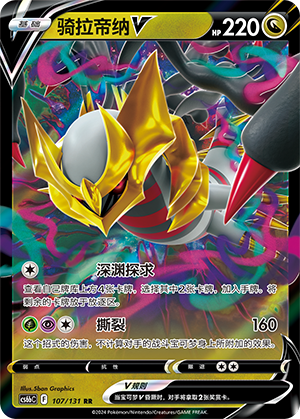 基础 骑拉帝纳V HP 220
深渊探求
查看自己牌库上方4张卡牌,选择其中2张卡牌,加入手牌。将
剩余的卡牌放于放逐区。
撕裂 160
这个招式的伤害,不计算对手的战斗宝可梦身上所附加的效果。
弱点 抵抗力 撤退
Illus.5ban Graphics
V规则
当宝可梦V昏厥时,对手将拿取2张奖赏卡。
CS6bC F 107/131 RR
©2024 Pokémon/Nintendo/Creatures/GAME FREAK.